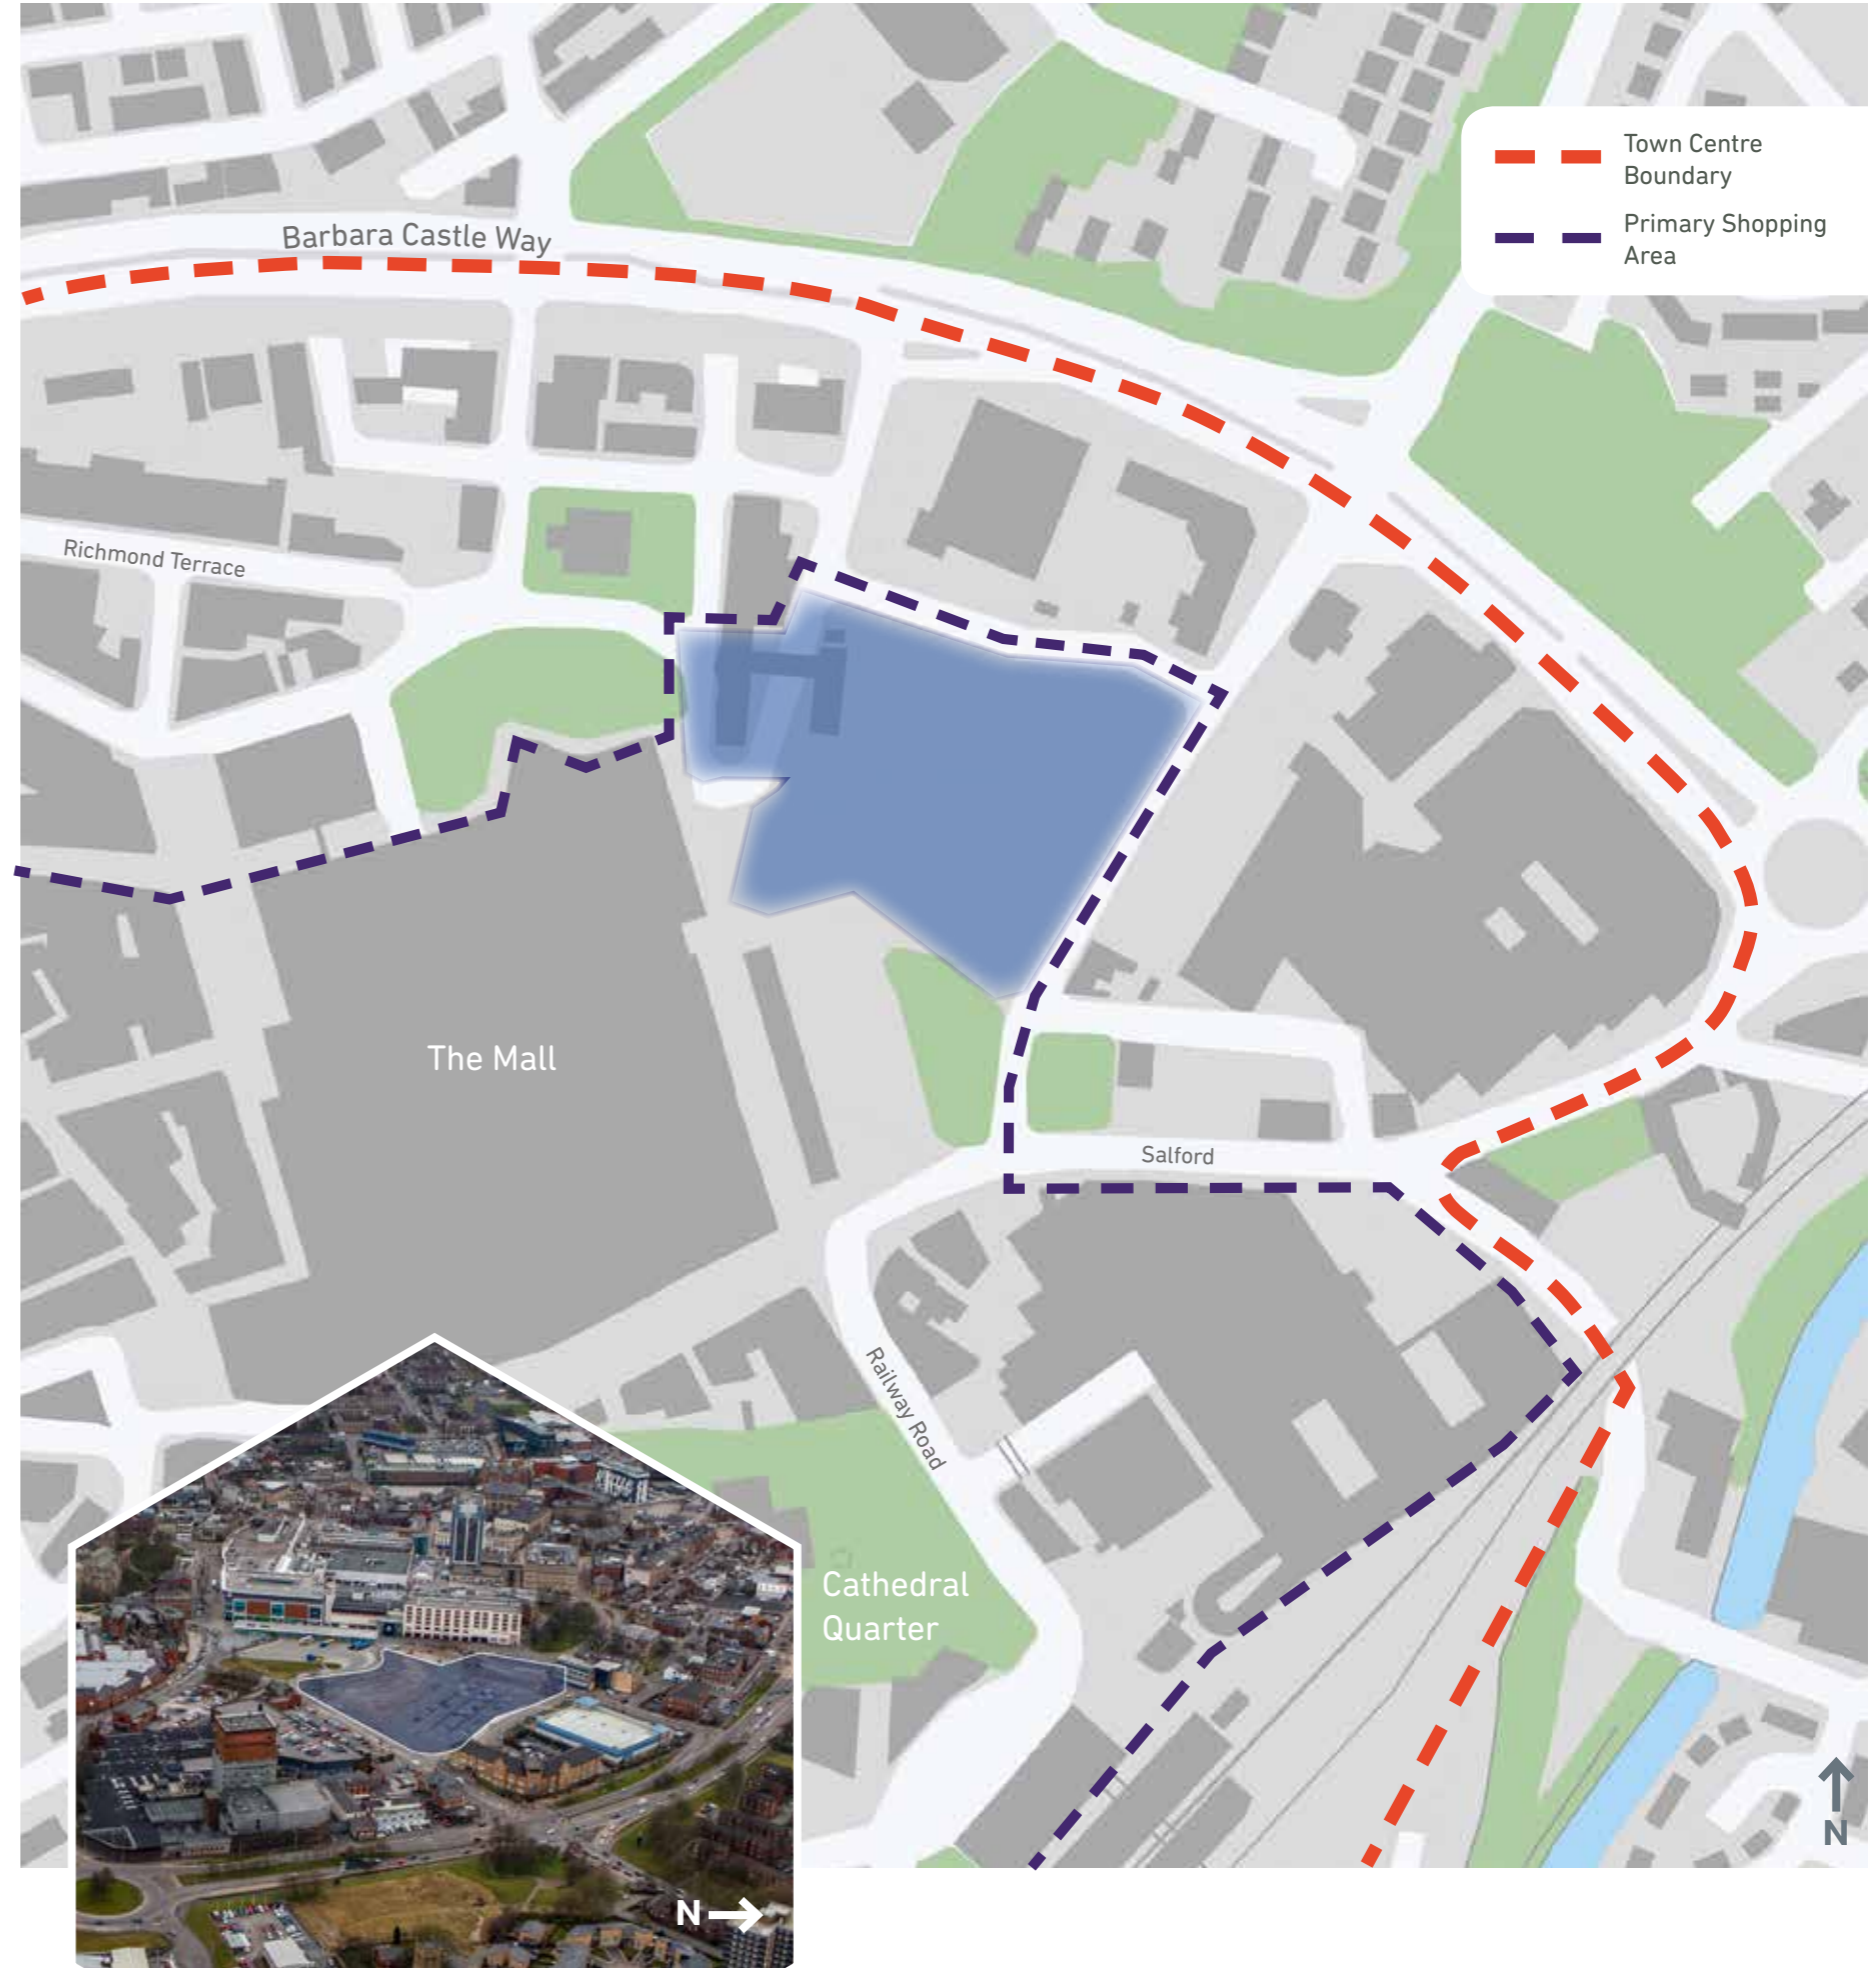 Town Centre
Boundary
Primary Shopping
Area
Barbara Castle Way
Richmond Terrace
The Mall
Salford
Railway Road
Cathedral
Quarter
N
N